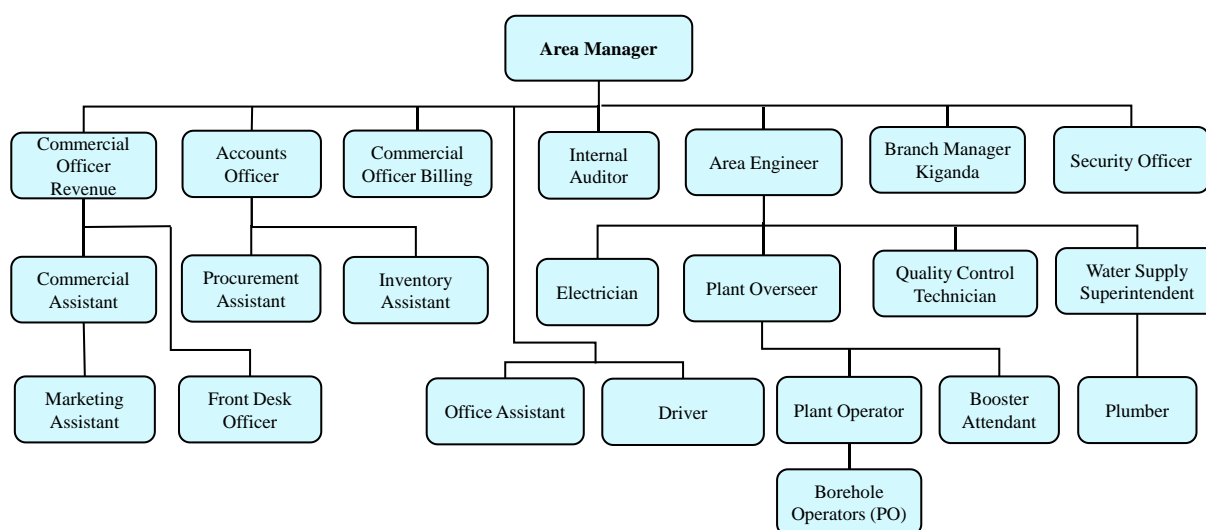 Area Manager
Commercial
Officer
Revenue
Accounts
Officer
Commercial
Officer Billing
Internal
Auditor
Area Engineer
Branch Manager
Kiganda
Security Officer
Commercial
Assistant
Procurement
Assistant
Inventory
Assistant
Electrician
Plant Overseer
Quality Control
Technician
Water Supply
Superintendent
Marketing
Assistant
Front Desk
Officer
Office Assistant
Driver
Plant Operator
Booster
Attendant
Plumber
Borehole
Operators (PO)